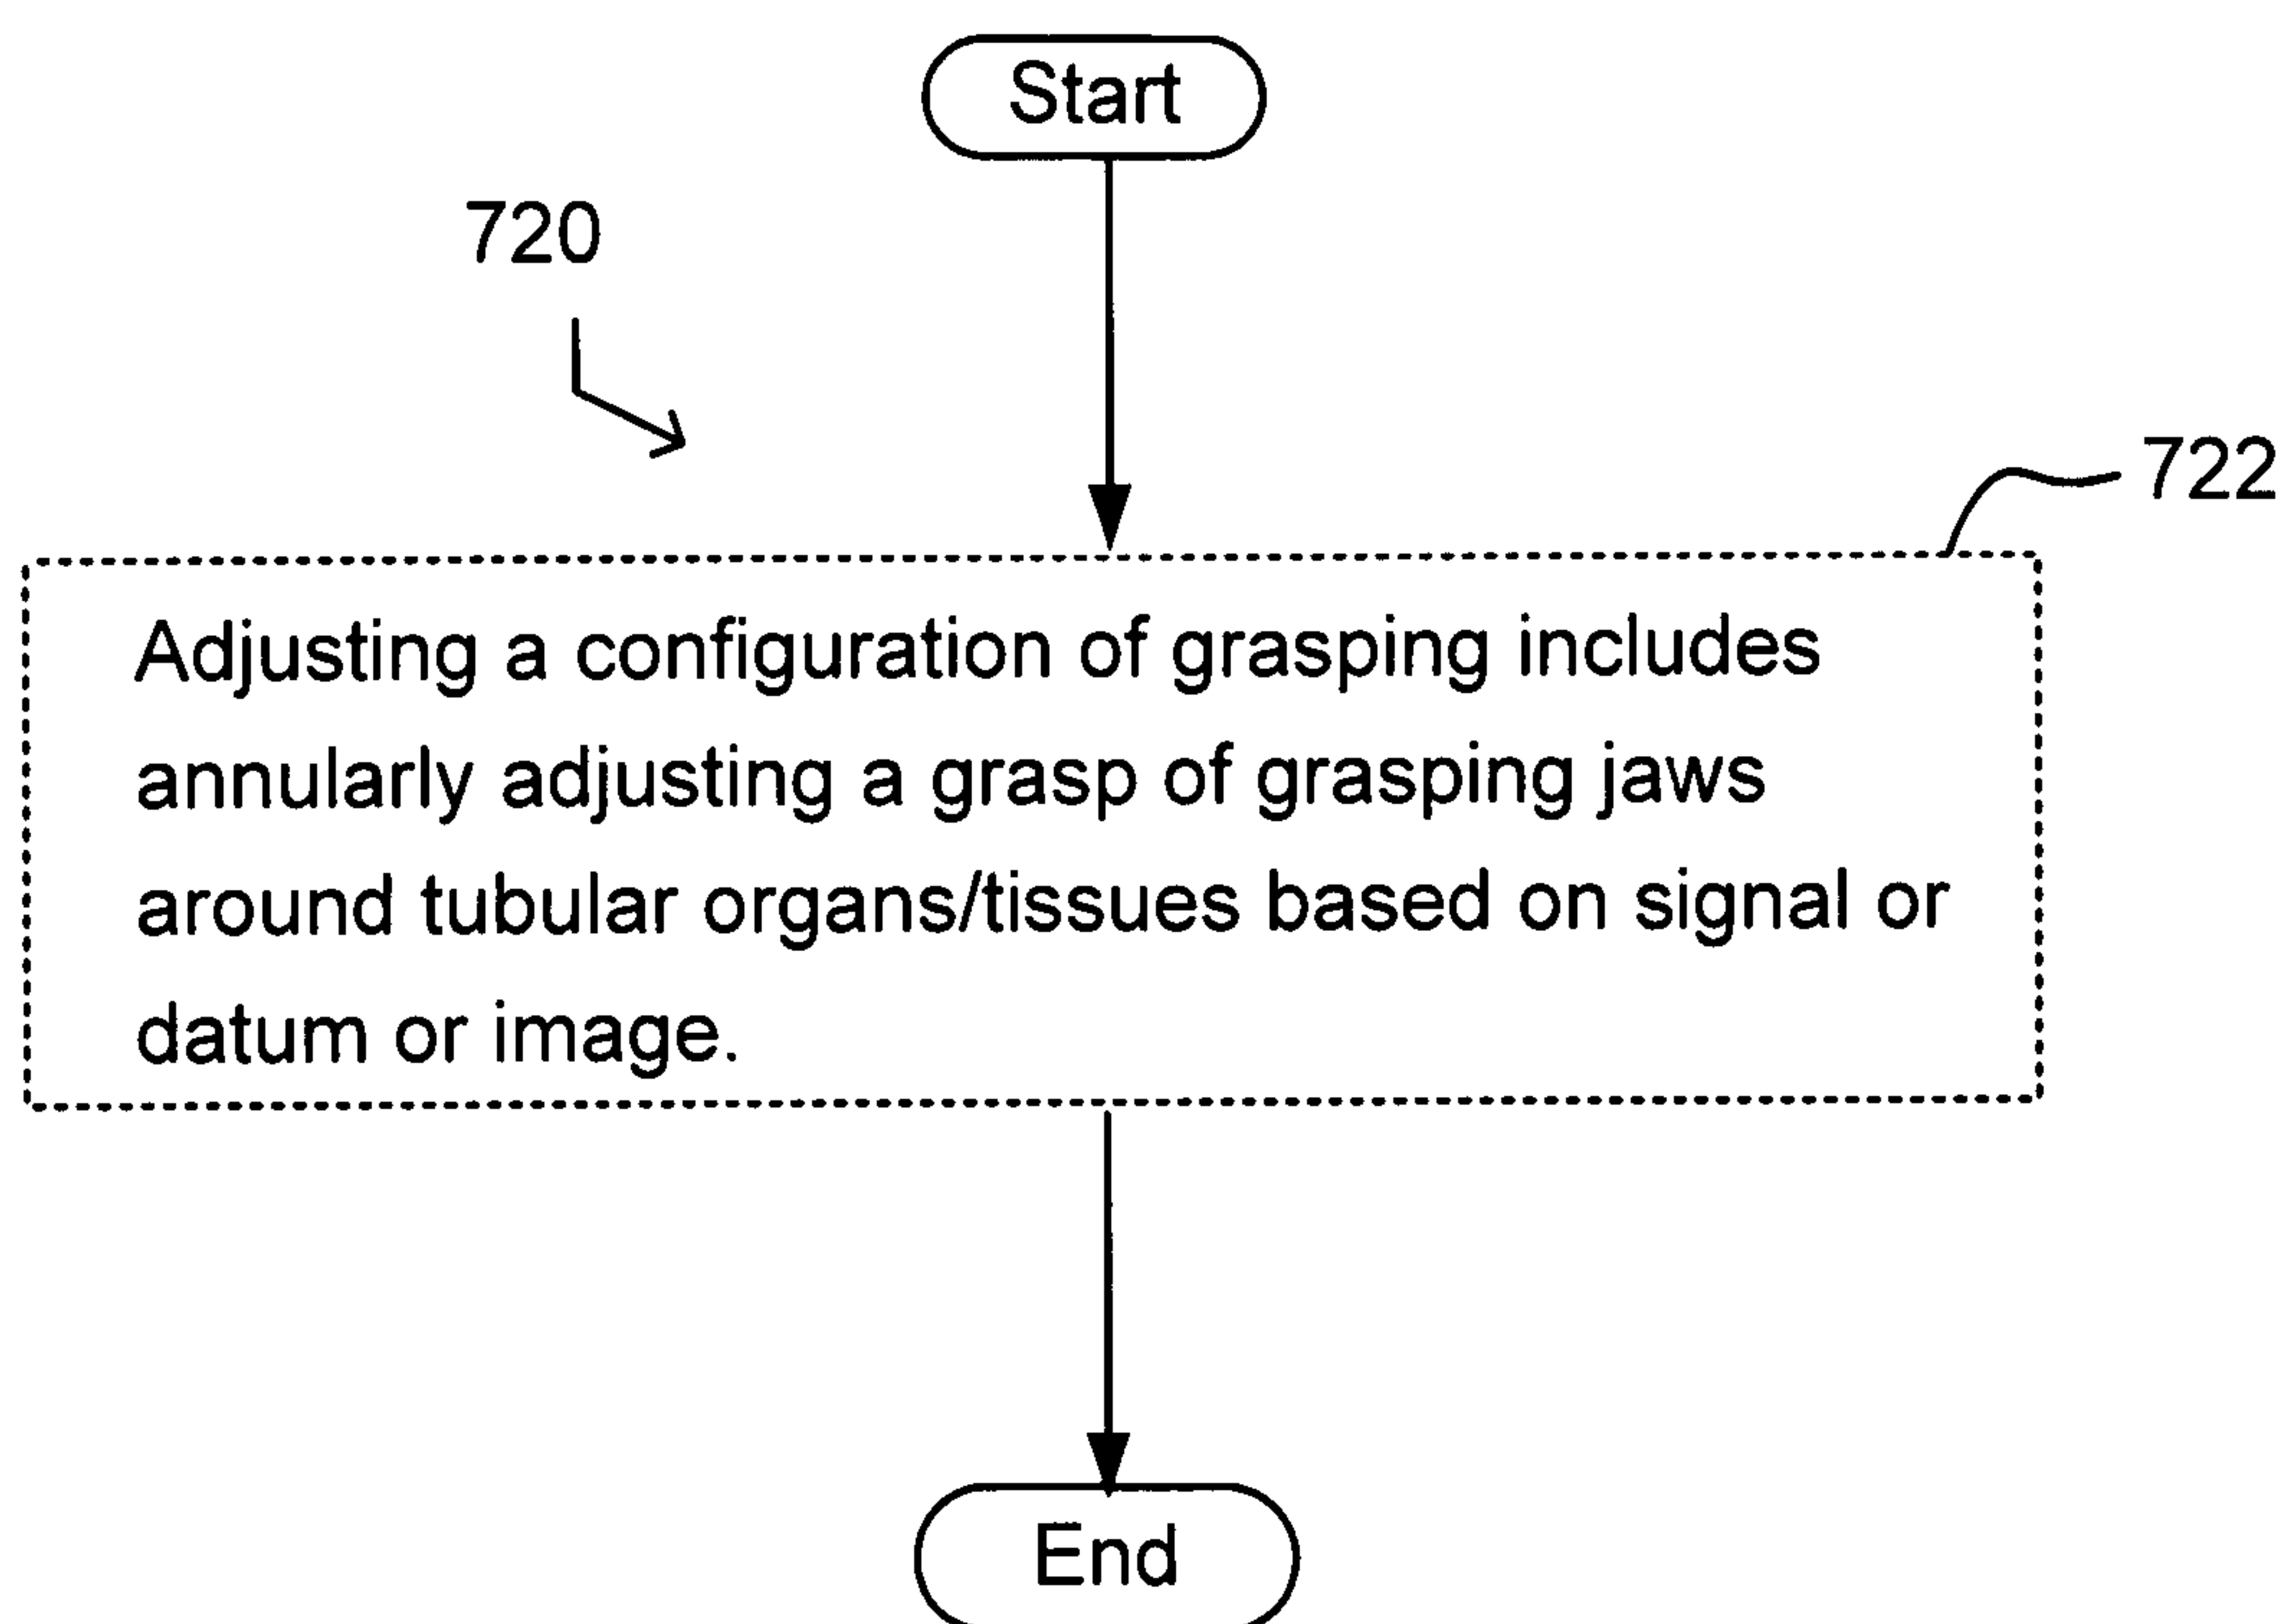 Start
720
722
Adjusting a configuration of grasping includes
annularly adjusting a grasp of grasping jaws
around tubular organs/tissues based on signal or
datum or image.
End